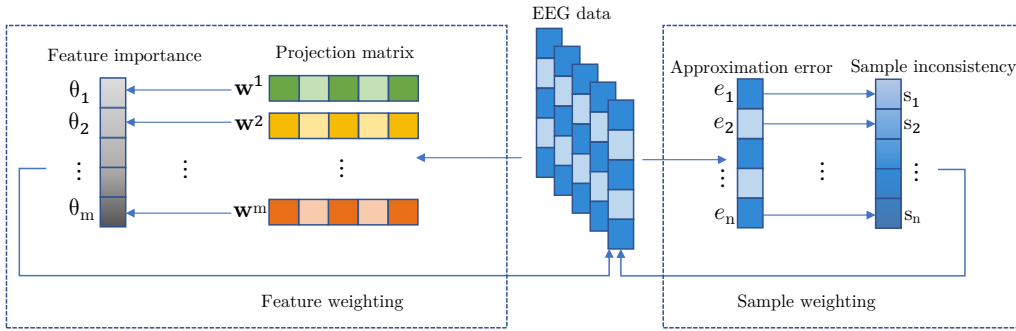 EEG data
Feature importance
Projection matrix
θ1
w1
θ2
w2
⋮
⋮
⋮
θm
wm
Feature weighting
Approximation error
Sample inconsistency
e1
s1
e2
s2
⋮
⋮
⋮
en
sn
Sample weighting